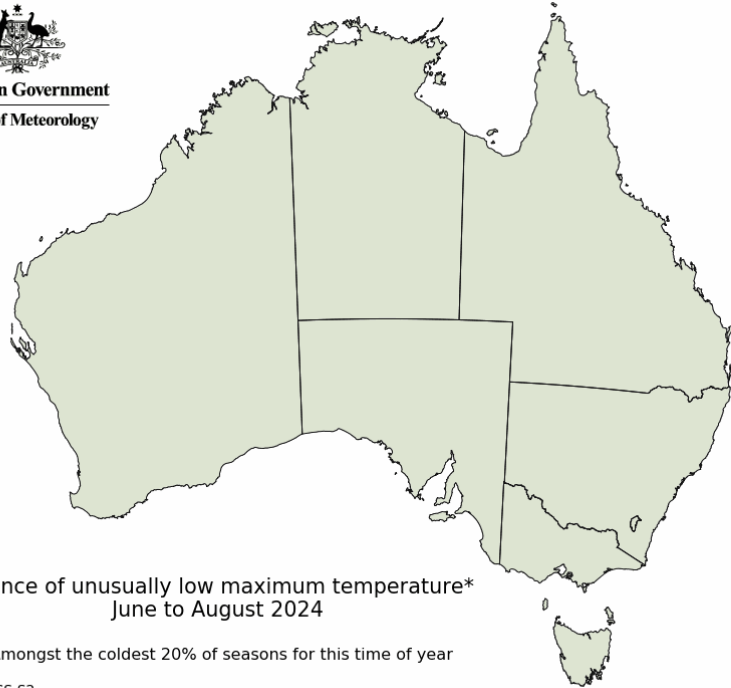 n Government
f Meteorology
nce of unusually low maximum temperature*
June to August 2024
mongst the coldest 20% of seasons for this time of year